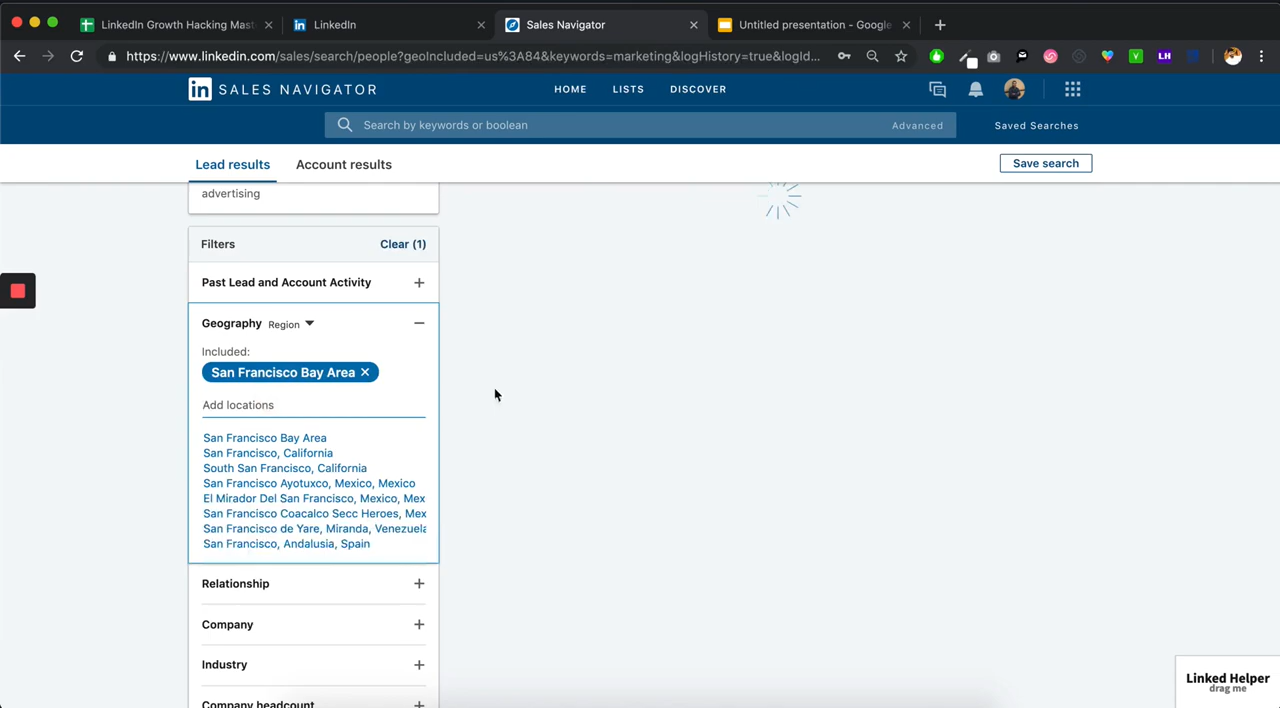 LinkedIn Growth Hacking Mast
LinkedIn
Sales Navigator
Untitled presentation - Google
https://www.linkedin.com/sales/search/people?geoIncluded=us%3A84&keywords=marketing&logHistory=true&logId...
LH
in SALES NAVIGATOR
HOME
LISTS
DISCOVER
Search by keywords or boolean
Advanced
Saved Searches
Lead results
Account results
Save search
advertising
Filters
Clear (1)
Past Lead and Account Activity
Geography Region
Included:
San Francisco Bay Area
Add locations
San Francisco Bay Area
San Francisco, California
South San Francisco, California
San Francisco Ayotuxco, Mexico, Mexico
El Mirador Del San Francisco, Mexico, Mex
San Francisco Coacalco Secc Heroes, Mex
San Francisco de Yare, Miranda, Venezuela
San Francisco, Andalusia, Spain
Relationship
Company
Industry
Company headcount
Linked Helper
drag me